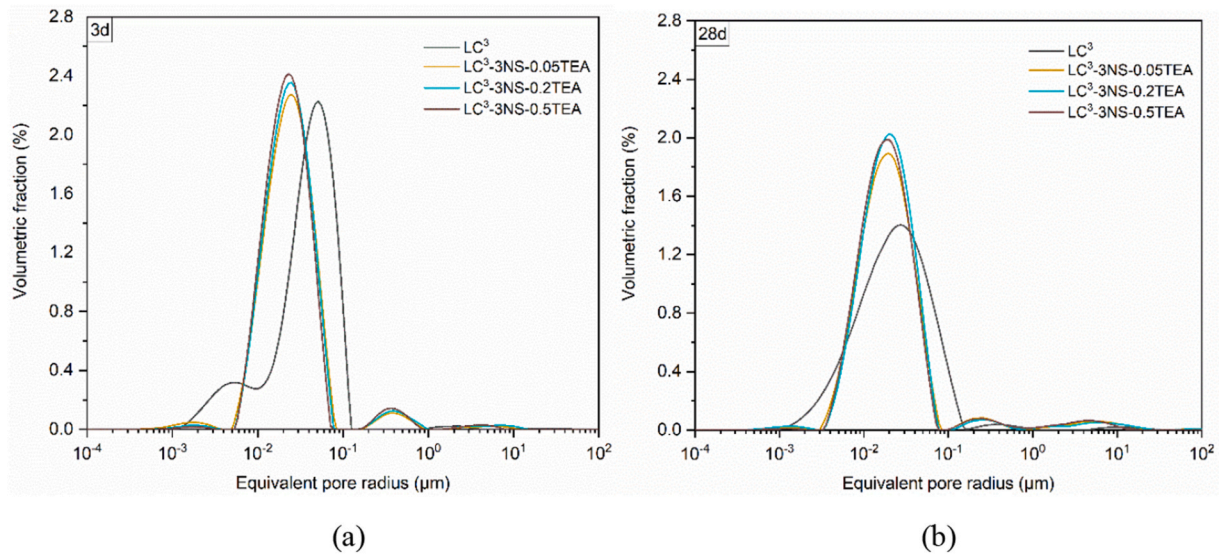 3d
LC³
LC³-3NS-0.05TEA
LC³-3NS-0.2TEA
LC³-3NS-0.5TEA
Volumetric fraction (%)
2.8
2.4
2.0
1.6
1.2
0.8
0.4
0.0
10⁻⁴ 10⁻³ 10⁻² 10⁻¹ 10⁰ 10¹ 10²
Equivalent pore radius (μm)
(a)
28d
LC³
LC³-3NS-0.05TEA
LC³-3NS-0.2TEA
LC³-3NS-0.5TEA
Volumetric fraction (%)
2.8
2.4
2.0
1.6
1.2
0.8
0.4
0.0
10⁻⁴ 10⁻³ 10⁻² 10⁻¹ 10⁰ 10¹ 10²
Equivalent pore radius (μm)
(b)